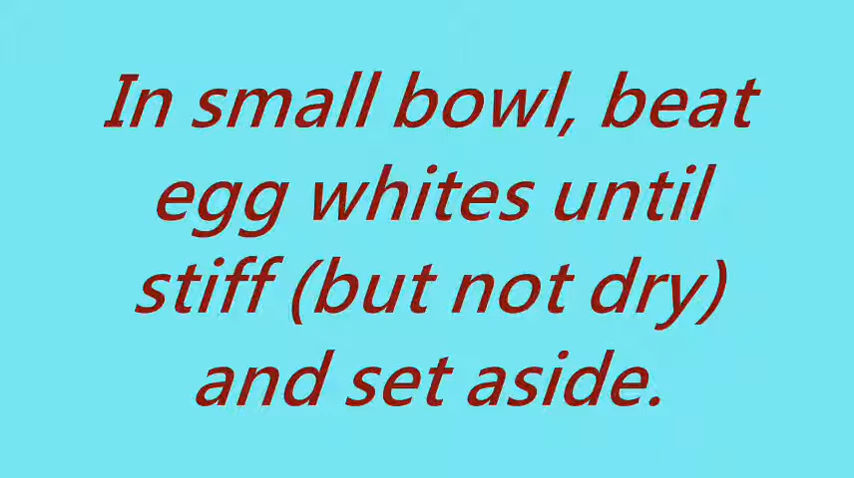 In small bowl, beat
egg whites until
stiff (but not dry)
and set aside.